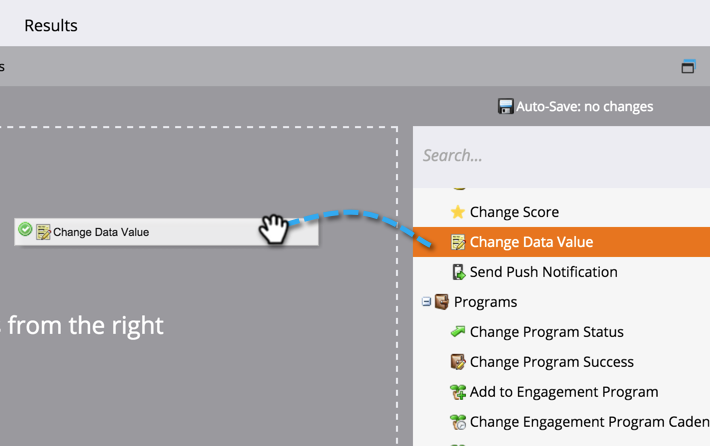 Results
s
Auto-Save: no changes
Search...
Change Score
Change Data Value
Change Data Value
Send Push Notification
Programs
s from the right
Change Program Status
Change Program Success
Add to Engagement Program
Change Engagement Program Caden